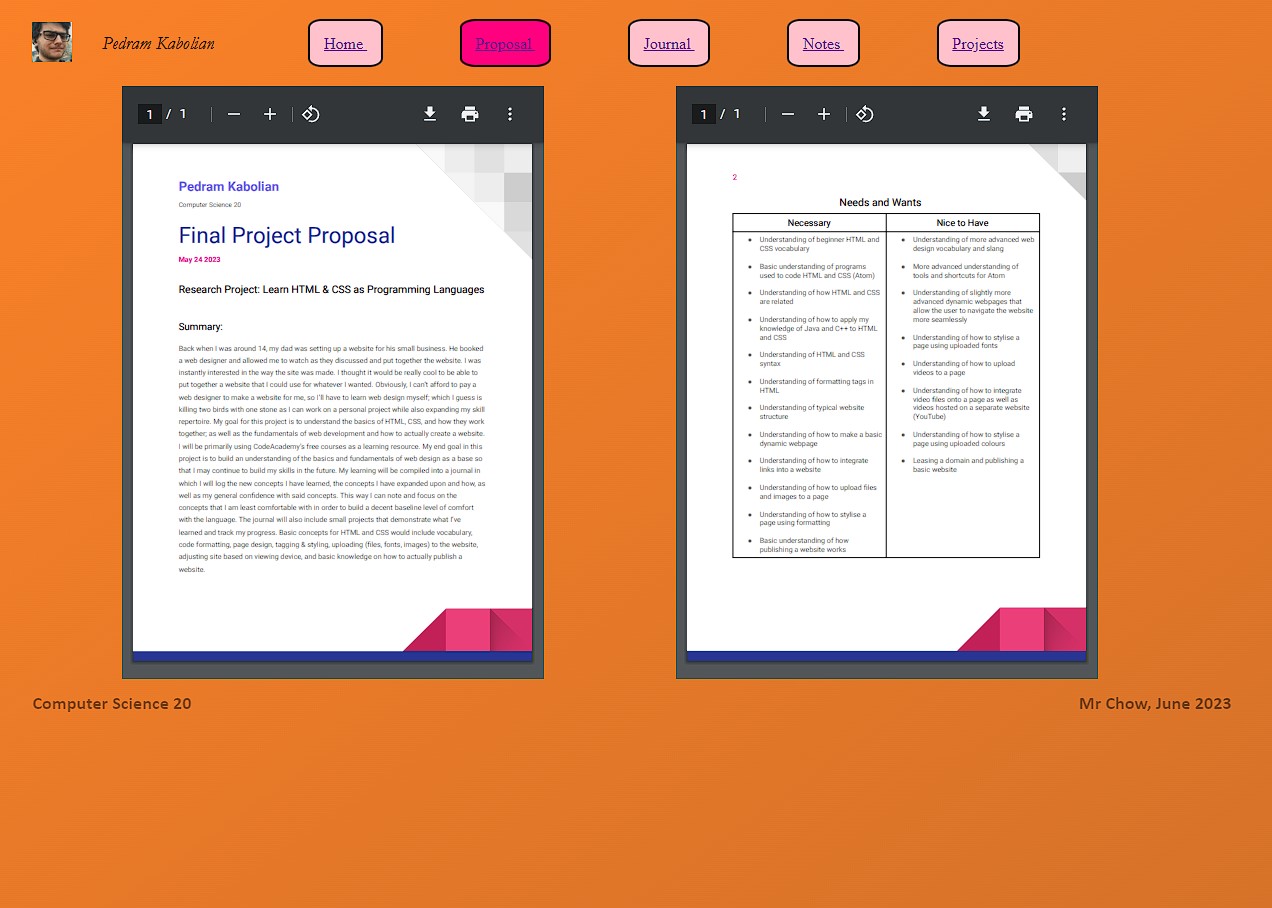 Pedram Kabolian
Home
Proposal
Journal
Notes
Projects
1 / 1
Pedram Kabolian
Computer Science 20
Final Project Proposal
May 24 2023
Research Project: Learn HTML & CSS as Programming Languages
Summary:
Back when I was around 14, my dad was setting up a website for his small business. He booked
a web designer and allowed me to watch as they discussed and put together the website. I was
instantly interested in the way the site was made. I thought it would be really cool to be able to
put together a website that I could use for whatever I wanted. Obviously, I can't afford to pay a
web designer to make a website for me, so I'll have to learn web design myself; which I guess is
killing two birds with one stone as I can work on a personal project while also expanding my skill
repertoire. My goal for this project is to understand the basics of HTML, CSS, and how they work
together; as well as the fundamentals of web development and how to actually create a website.
I will be primarily using CodeAcademy's free courses as a learning resource. My end goal in this
project is to build an understanding of the basics and fundamentals of web design as a base so
that I may continue to build my skills in the future. My learning will be compiled into a journal in
which I will log the new concepts I have learned, the concepts I have expanded upon and how, as
well as my general confidence with said concepts. This way I can note and focus on the
concepts that I am least comfortable with in order to build a decent baseline level of comfort
with the language. The journal will also include small projects that demonstrate what I've
learned and track my progress. Basic concepts for HTML and CSS would include vocabulary,
code formatting, page design, tagging & styling, uploading (files, fonts, images) to the website,
adjusting site based on viewing device, and basic knowledge on how to actually publish a
website.
1 / 1
2
Needs and Wants
Necessary
Understanding of beginner HTML and
CSS vocabulary
Basic understanding of programs
used to code HTML and CSS (Atom)
Understanding of how HTML and CSS
are related
Understanding of how to apply my
knowledge of Java and C++ to HTML
and CSS
Understanding of HTML and CSS
syntax
Understanding of formatting tags in
HTML
Understanding of typical website
structure
Understanding of how to make a basic
dynamic webpage
Understanding of how to integrate
links into a website
Understanding of how to upload files
and images to a page
Understanding of how to stylise a
page using formatting
Basic understanding of how
publishing a website works
Nice to Have
Understanding of more advanced web
design vocabulary and slang
More advanced understanding of
tools and shortcuts for Atom
Understanding of slightly more
advanced dynamic webpages that
allow the user to navigate the website
more seamlessly
Understanding of how to stylise a
page using uploaded fonts
Understanding of how to upload
videos to a page
Understanding of how to integrate
video files onto a page as well as
videos hosted on a separate website
(YouTube)
Understanding of how to stylise a
page using uploaded colours
Leasing a domain and publishing a
basic website
Computer Science 20
Mr Chow, June 2023